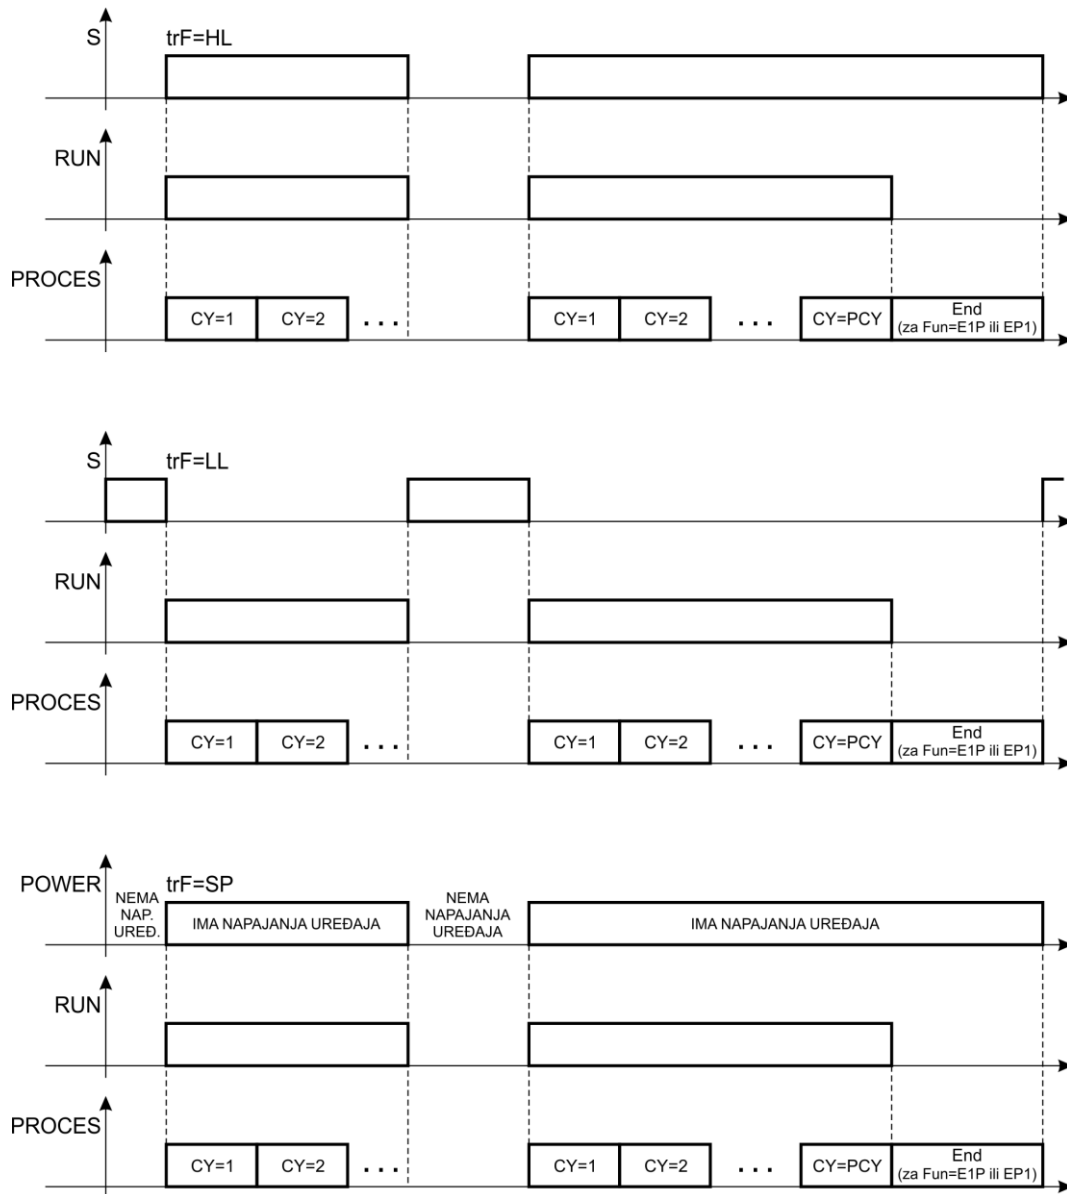 S trF=HL
RUN
PROCES
CY=1 CY=2 ... CY=1 CY=2 ... CY=PCY End
(za Fun=E1P ili EP1)
S trF=LL
RUN
PROCES
CY=1 CY=2 ... CY=1 CY=2 ... CY=PCY End
(za Fun=E1P ili EP1)
POWER trF=SP
NEMA
NAP.
UREĐ.
IMA NAPAJANJA UREĐAJA
NEMA
NAPAJANJA
UREĐAJA
IMA NAPAJANJA UREĐAJA
RUN
PROCES
CY=1 CY=2 ... CY=1 CY=2 ... CY=PCY End
(za Fun=E1P ili EP1)